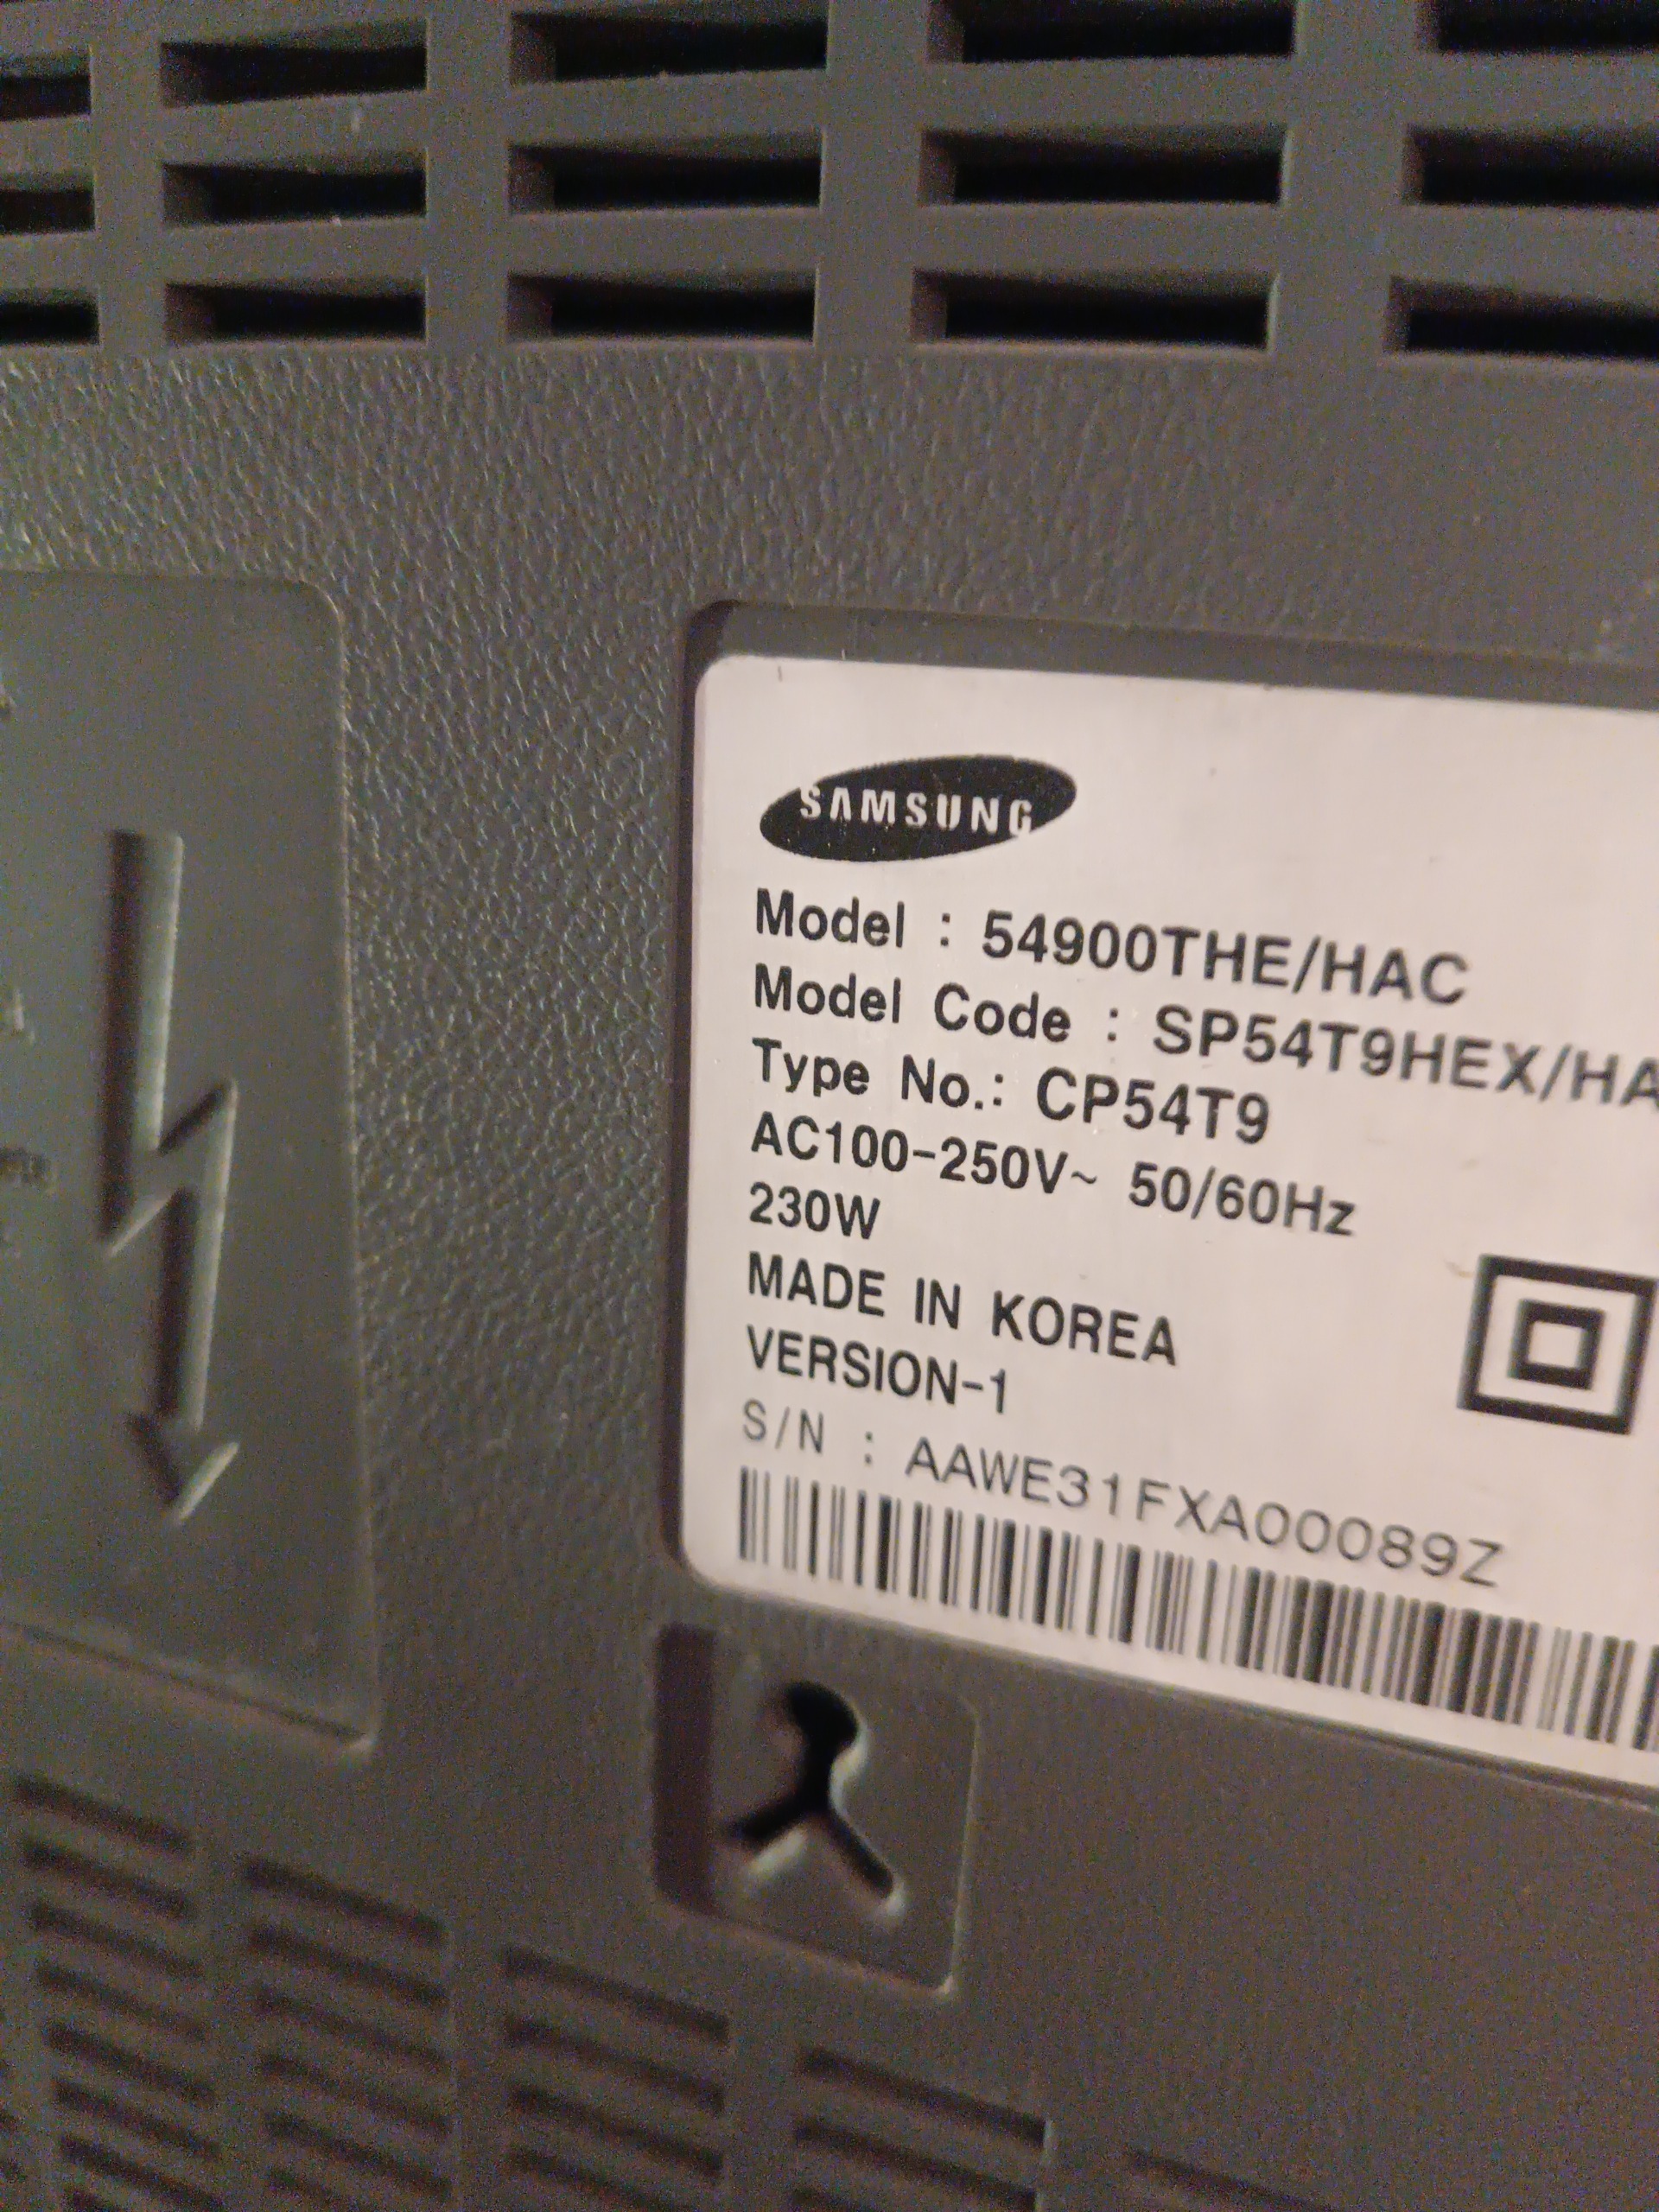 SAMSUNG
Model : 54900THE/HAC
Model Code : SP54T9HEX/HA
Type No.: CP54T9
AC100-250V~ 50/60Hz
230W
MADE IN KOREA
VERSION-1
S/N : AAWE31FXA00089Z